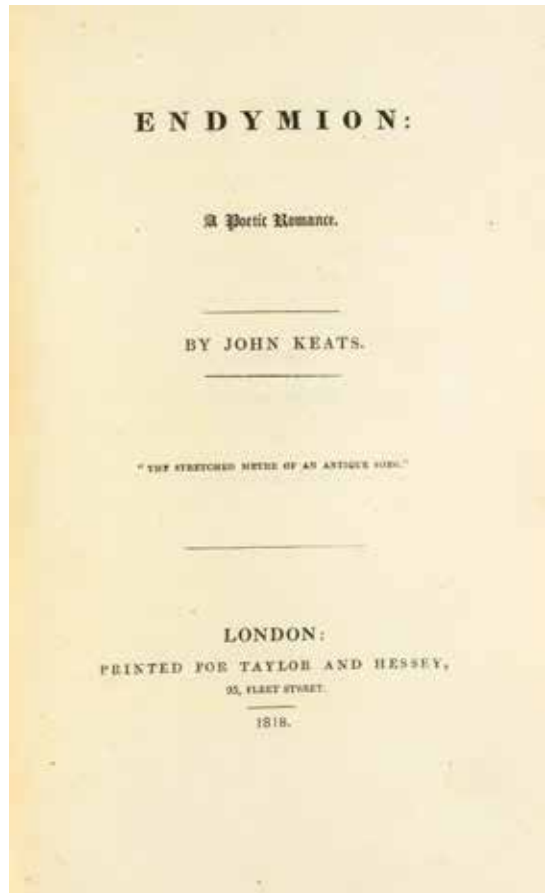 ENDYMION:
A Poetic Romance.
BY JOHN KEATS.
"THE STRETCHED METRE OF AN ANTIQUE SONG."
LONDON:
PRINTED FOR TAYLOR AND HESSEY,
93, FLEET STREET.
1818.